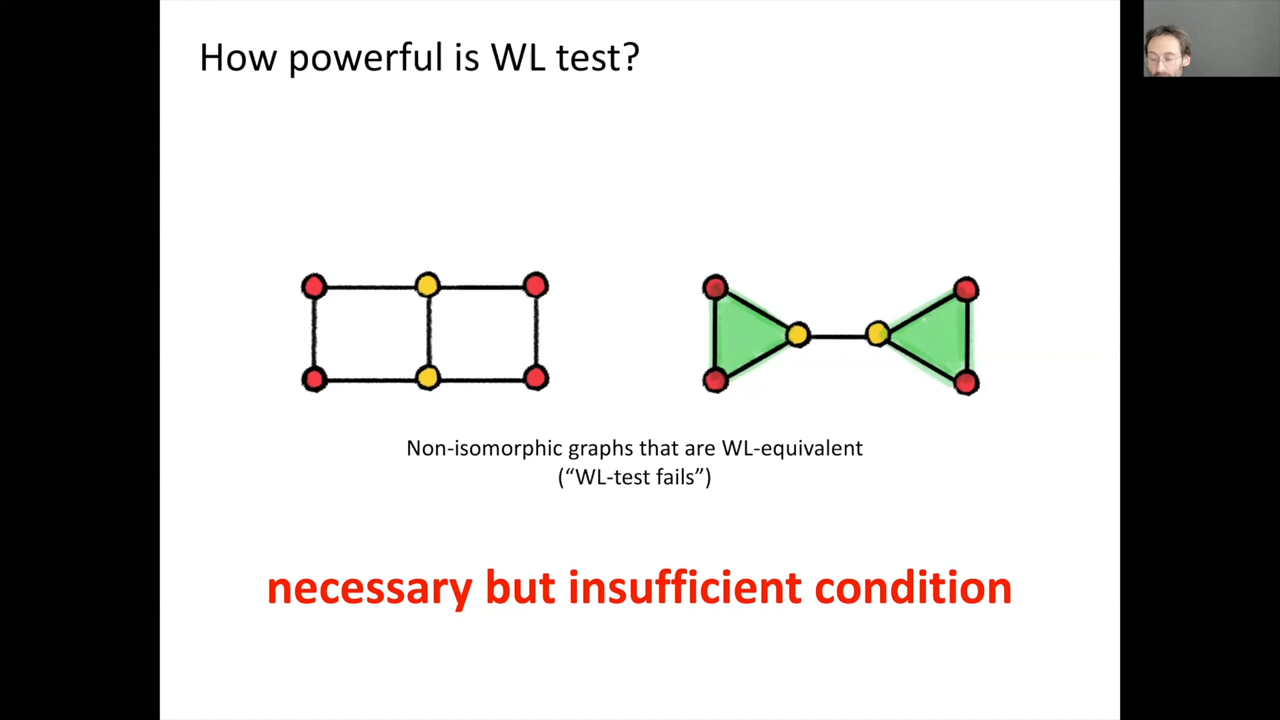 How powerful is WL test?
Non-isomorphic graphs that are WL-equivalent
(“WL-test fails”)
necessary but insufficient condition